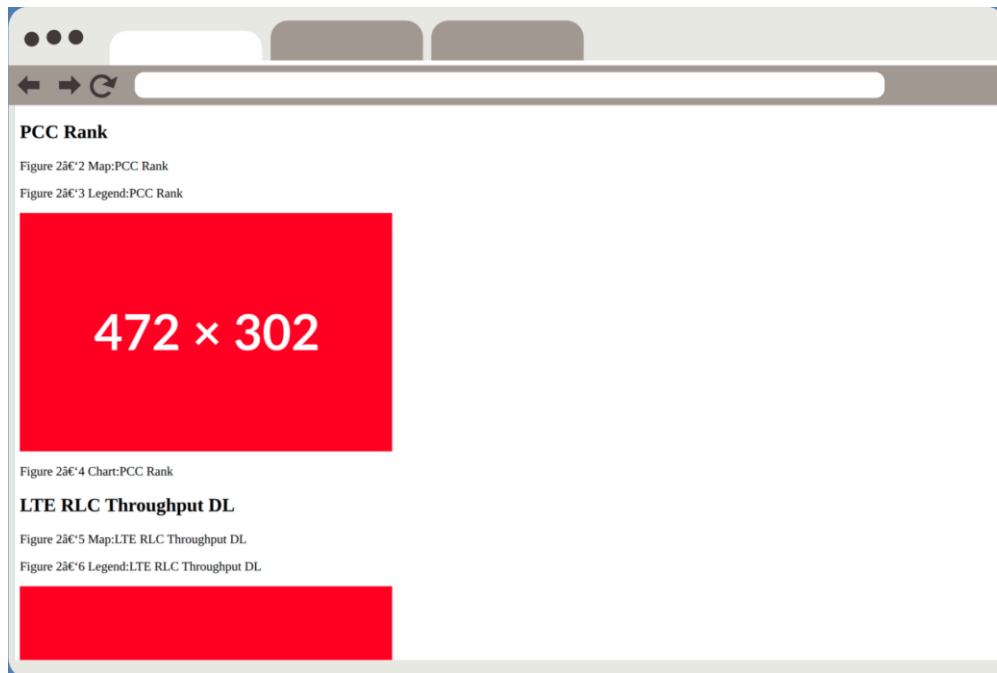 PCC Rank
Figure 2â€‘2 Map:PCC Rank
Figure 2â€‘3 Legend:PCC Rank
472 × 302
Figure 2â€‘4 Chart:PCC Rank
LTE RLC Throughput DL
Figure 2â€‘5 Map:LTE RLC Throughput DL
Figure 2â€‘6 Legend:LTE RLC Throughput DL